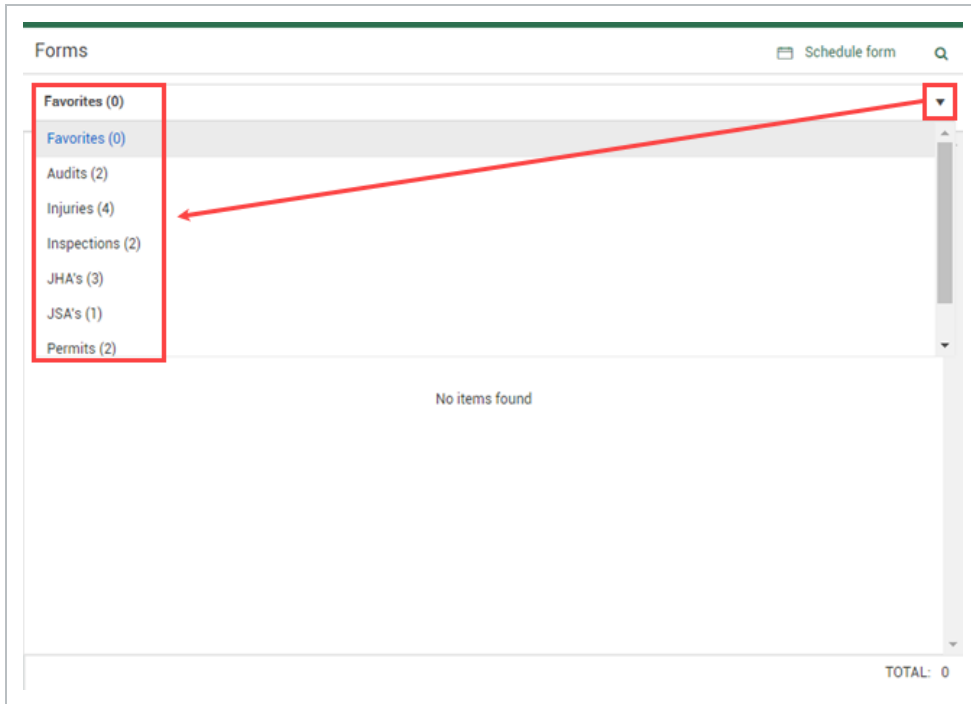 Forms
Schedule form
Favorites (0)
Favorites (0)
Audits (2)
Injuries (4)
Inspections (2)
JHA's (3)
JSA's (1)
Permits (2)
No items found
TOTAL: 0